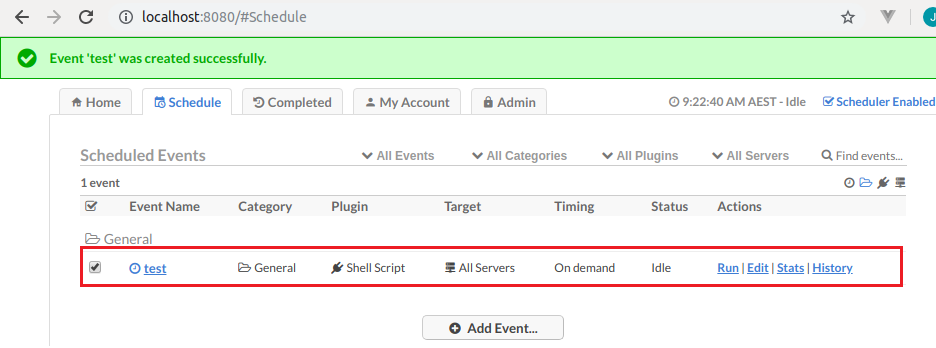 localhost:8080/#Schedule
J
Event 'test' was created successfully.
Home Schedule Completed My Account Admin 9:22:40 AM AEST - Idle Scheduler Enabled
Scheduled Events All Events All Categories All Plugins All Servers Find events...
1 event
Event Name Category Plugin Target Timing Status Actions
General
test General Shell Script All Servers On demand Idle Run | Edit | Stats | History
Add Event...